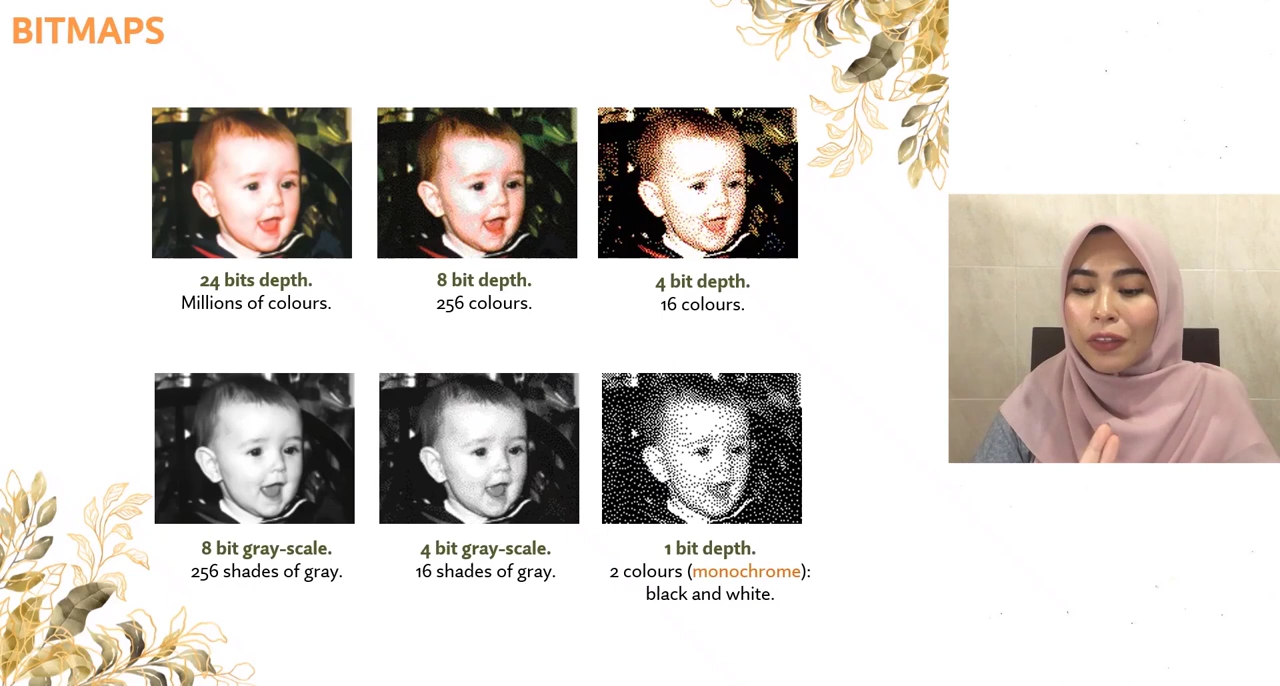 BITMAPS
24 bits depth.
Millions of colours.
8 bit depth.
256 colours.
4 bit depth.
16 colours.
8 bit gray-scale.
256 shades of gray.
4 bit gray-scale.
16 shades of gray.
1 bit depth.
2 colours (monochrome):
black and white.